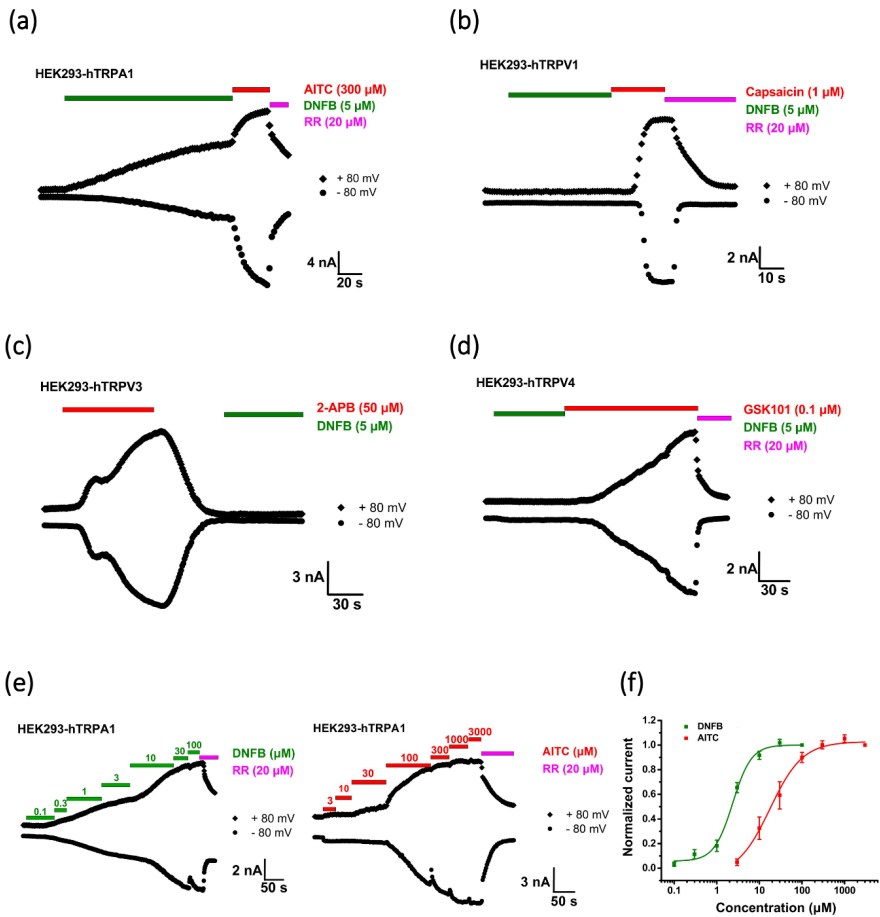 (a)
HEK293-hTRPA1
AITC (300 µM)
DNFB (5 µM)
RR (20 µM)
+ 80 mV
- 80 mV
4 nA
20 s
(b)
HEK293-hTRPV1
Capsaicin (1 µM)
DNFB (5 µM)
RR (20 µM)
+ 80 mV
- 80 mV
2 nA
10 s
(c)
HEK293-hTRPV3
2-APB (50 µM)
DNFB (5 µM)
+ 80 mV
- 80 mV
3 nA
30 s
(d)
HEK293-hTRPV4
GSK101 (0.1 µM)
DNFB (5 µM)
RR (20 µM)
+ 80 mV
- 80 mV
2 nA
30 s
(e)
HEK293-hTRPA1
0.1 0.3 1 3 10 30 100
DNFB (µM)
RR (20 µM)
+ 80 mV
- 80 mV
2 nA
50 s
HEK293-hTRPA1
3 10 30 100 300 1000 3000
AITC (µM)
RR (20 µM)
+ 80 mV
- 80 mV
3 nA
50 s
(f)
DNFB
AITC
Normalized current
1.2
1.0
0.8
0.6
0.4
0.2
0.0
0.1 1 10 100 1000
Concentration (µM)